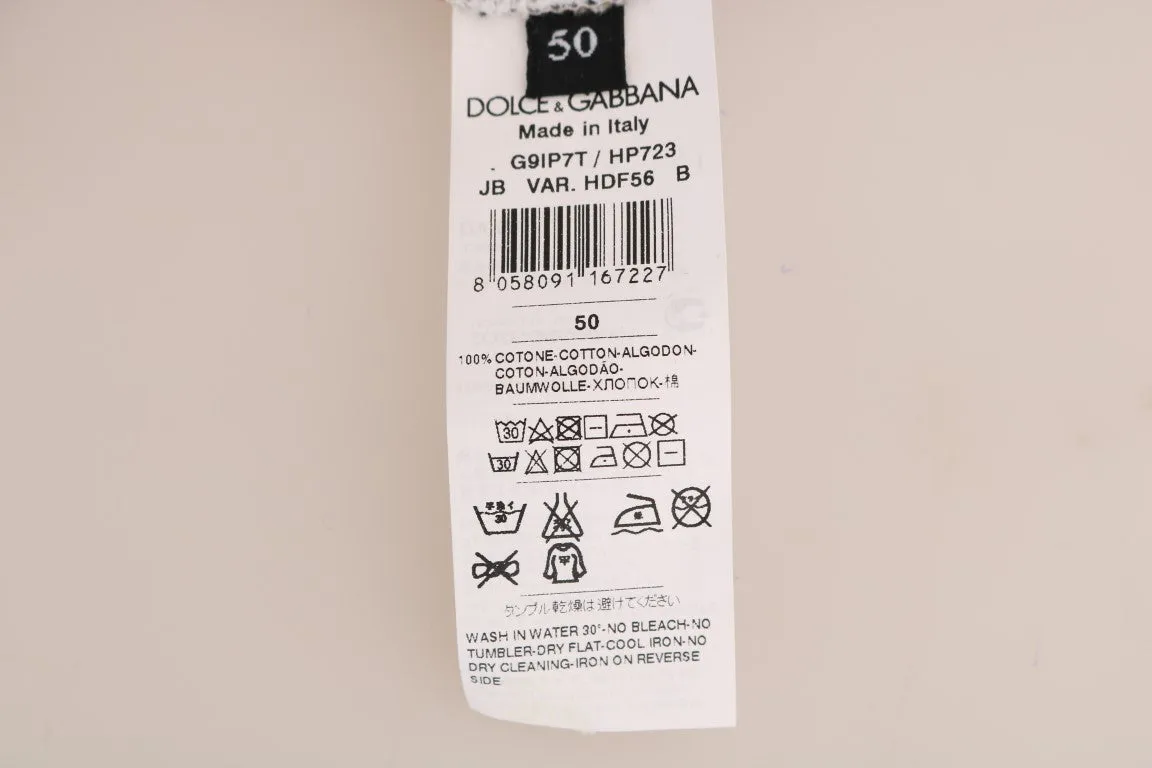 50
DOLCE & GABBANA
Made in Italy
. G9IP7T / HP723
JB VAR. HDF56 B
8 058091 167227
50
100% COTONE-COTTON-ALGODON-
COTON-ALGODÃO-
BAUMWOLLE-ХЛОПОК-棉
30
30
手洗イ
30
タンブル乾燥は避けてください
WASH IN WATER 30°-NO BLEACH-NO
TUMBLER-DRY FLAT-COOL IRON-NO
DRY CLEANING-IRON ON REVERSE
SIDE